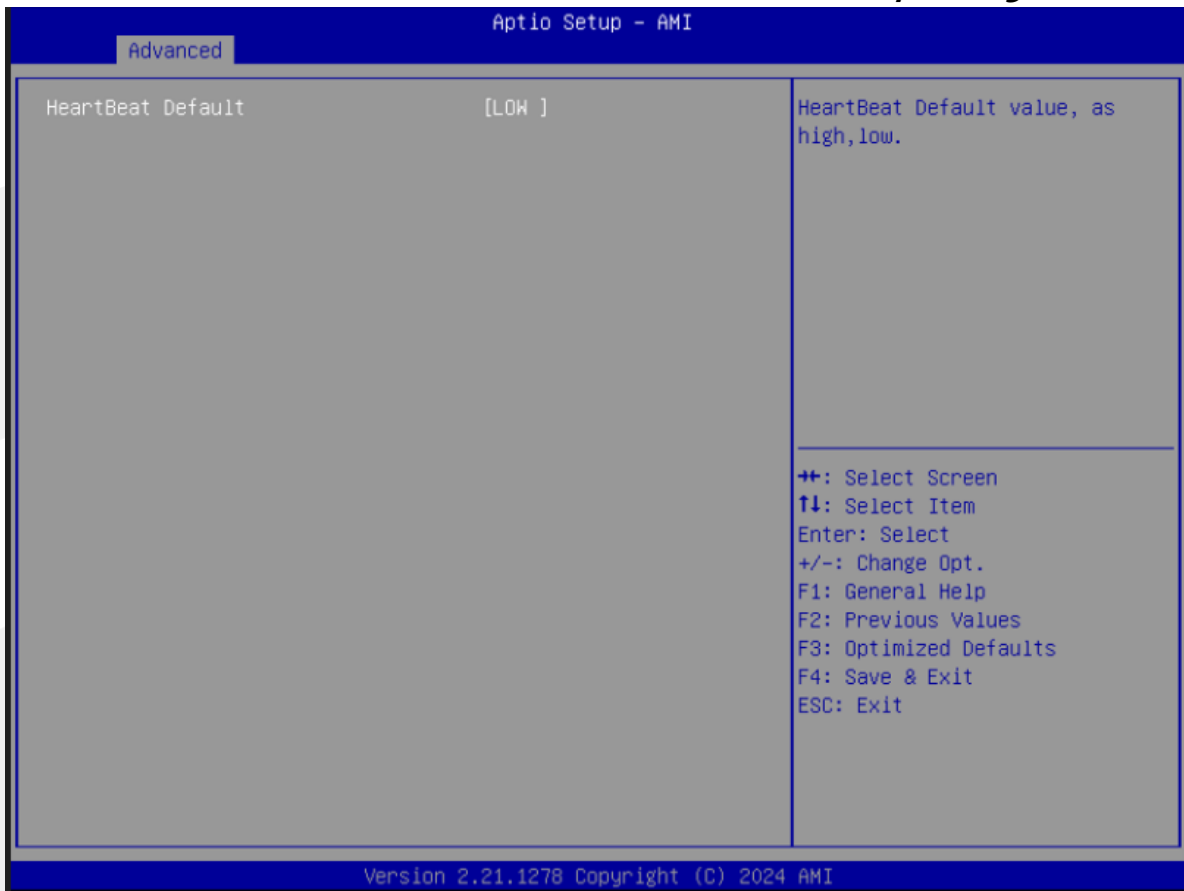 Aptio Setup – AMI
Advanced
HeartBeat Default [LOW ]
HeartBeat Default value, as
high,low.
→←: Select Screen
↑↓: Select Item
Enter: Select
+/-: Change Opt.
F1: General Help
F2: Previous Values
F3: Optimized Defaults
F4: Save & Exit
ESC: Exit
Version 2.21.1278 Copyright (C) 2024 AMI